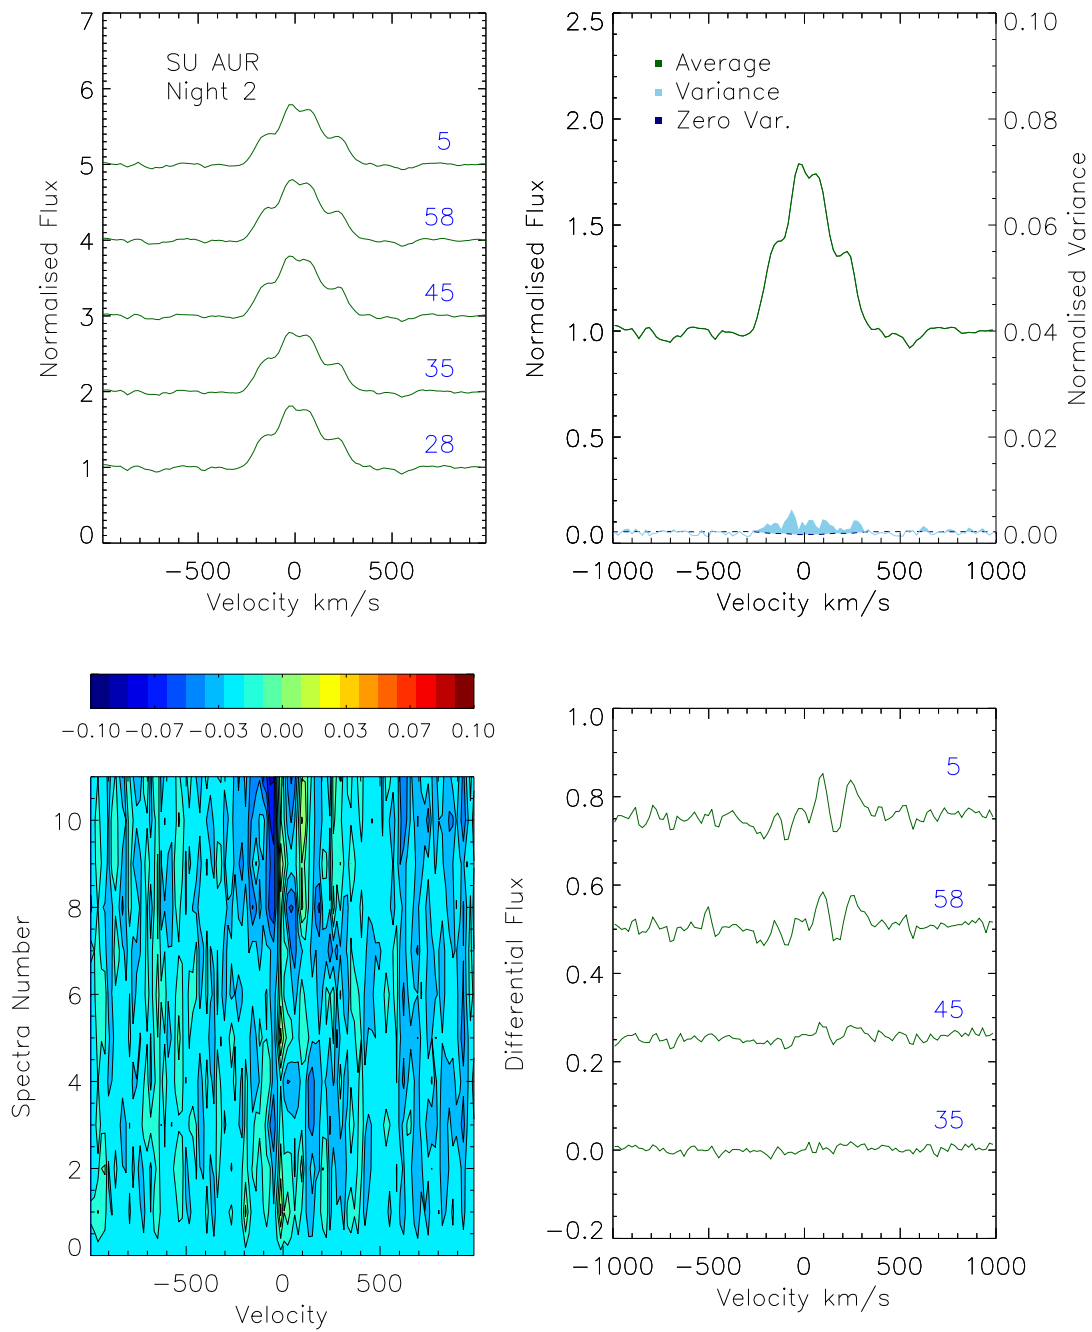 7
6
5
4
3
2
1
0
Normalised Flux
SU AUR
Night 2
5
58
45
35
28
−500 0 500
Velocity km/s
2.5
2.0
1.5
1.0
0.5
0.0
Normalised Flux
Average
Variance
Zero Var.
0.10
0.08
0.06
0.04
0.02
0.00
Normalised Variance
−1000 −500 0 500 1000
Velocity km/s
−0.10 −0.07 −0.03 0.00 0.03 0.07 0.10
10
8
6
4
2
0
Spectra Number
−500 0 500
Velocity
1.0
0.8
0.6
0.4
0.2
0.0
−0.2
Differential Flux
5
58
45
35
−1000 −500 0 500 1000
Velocity km/s